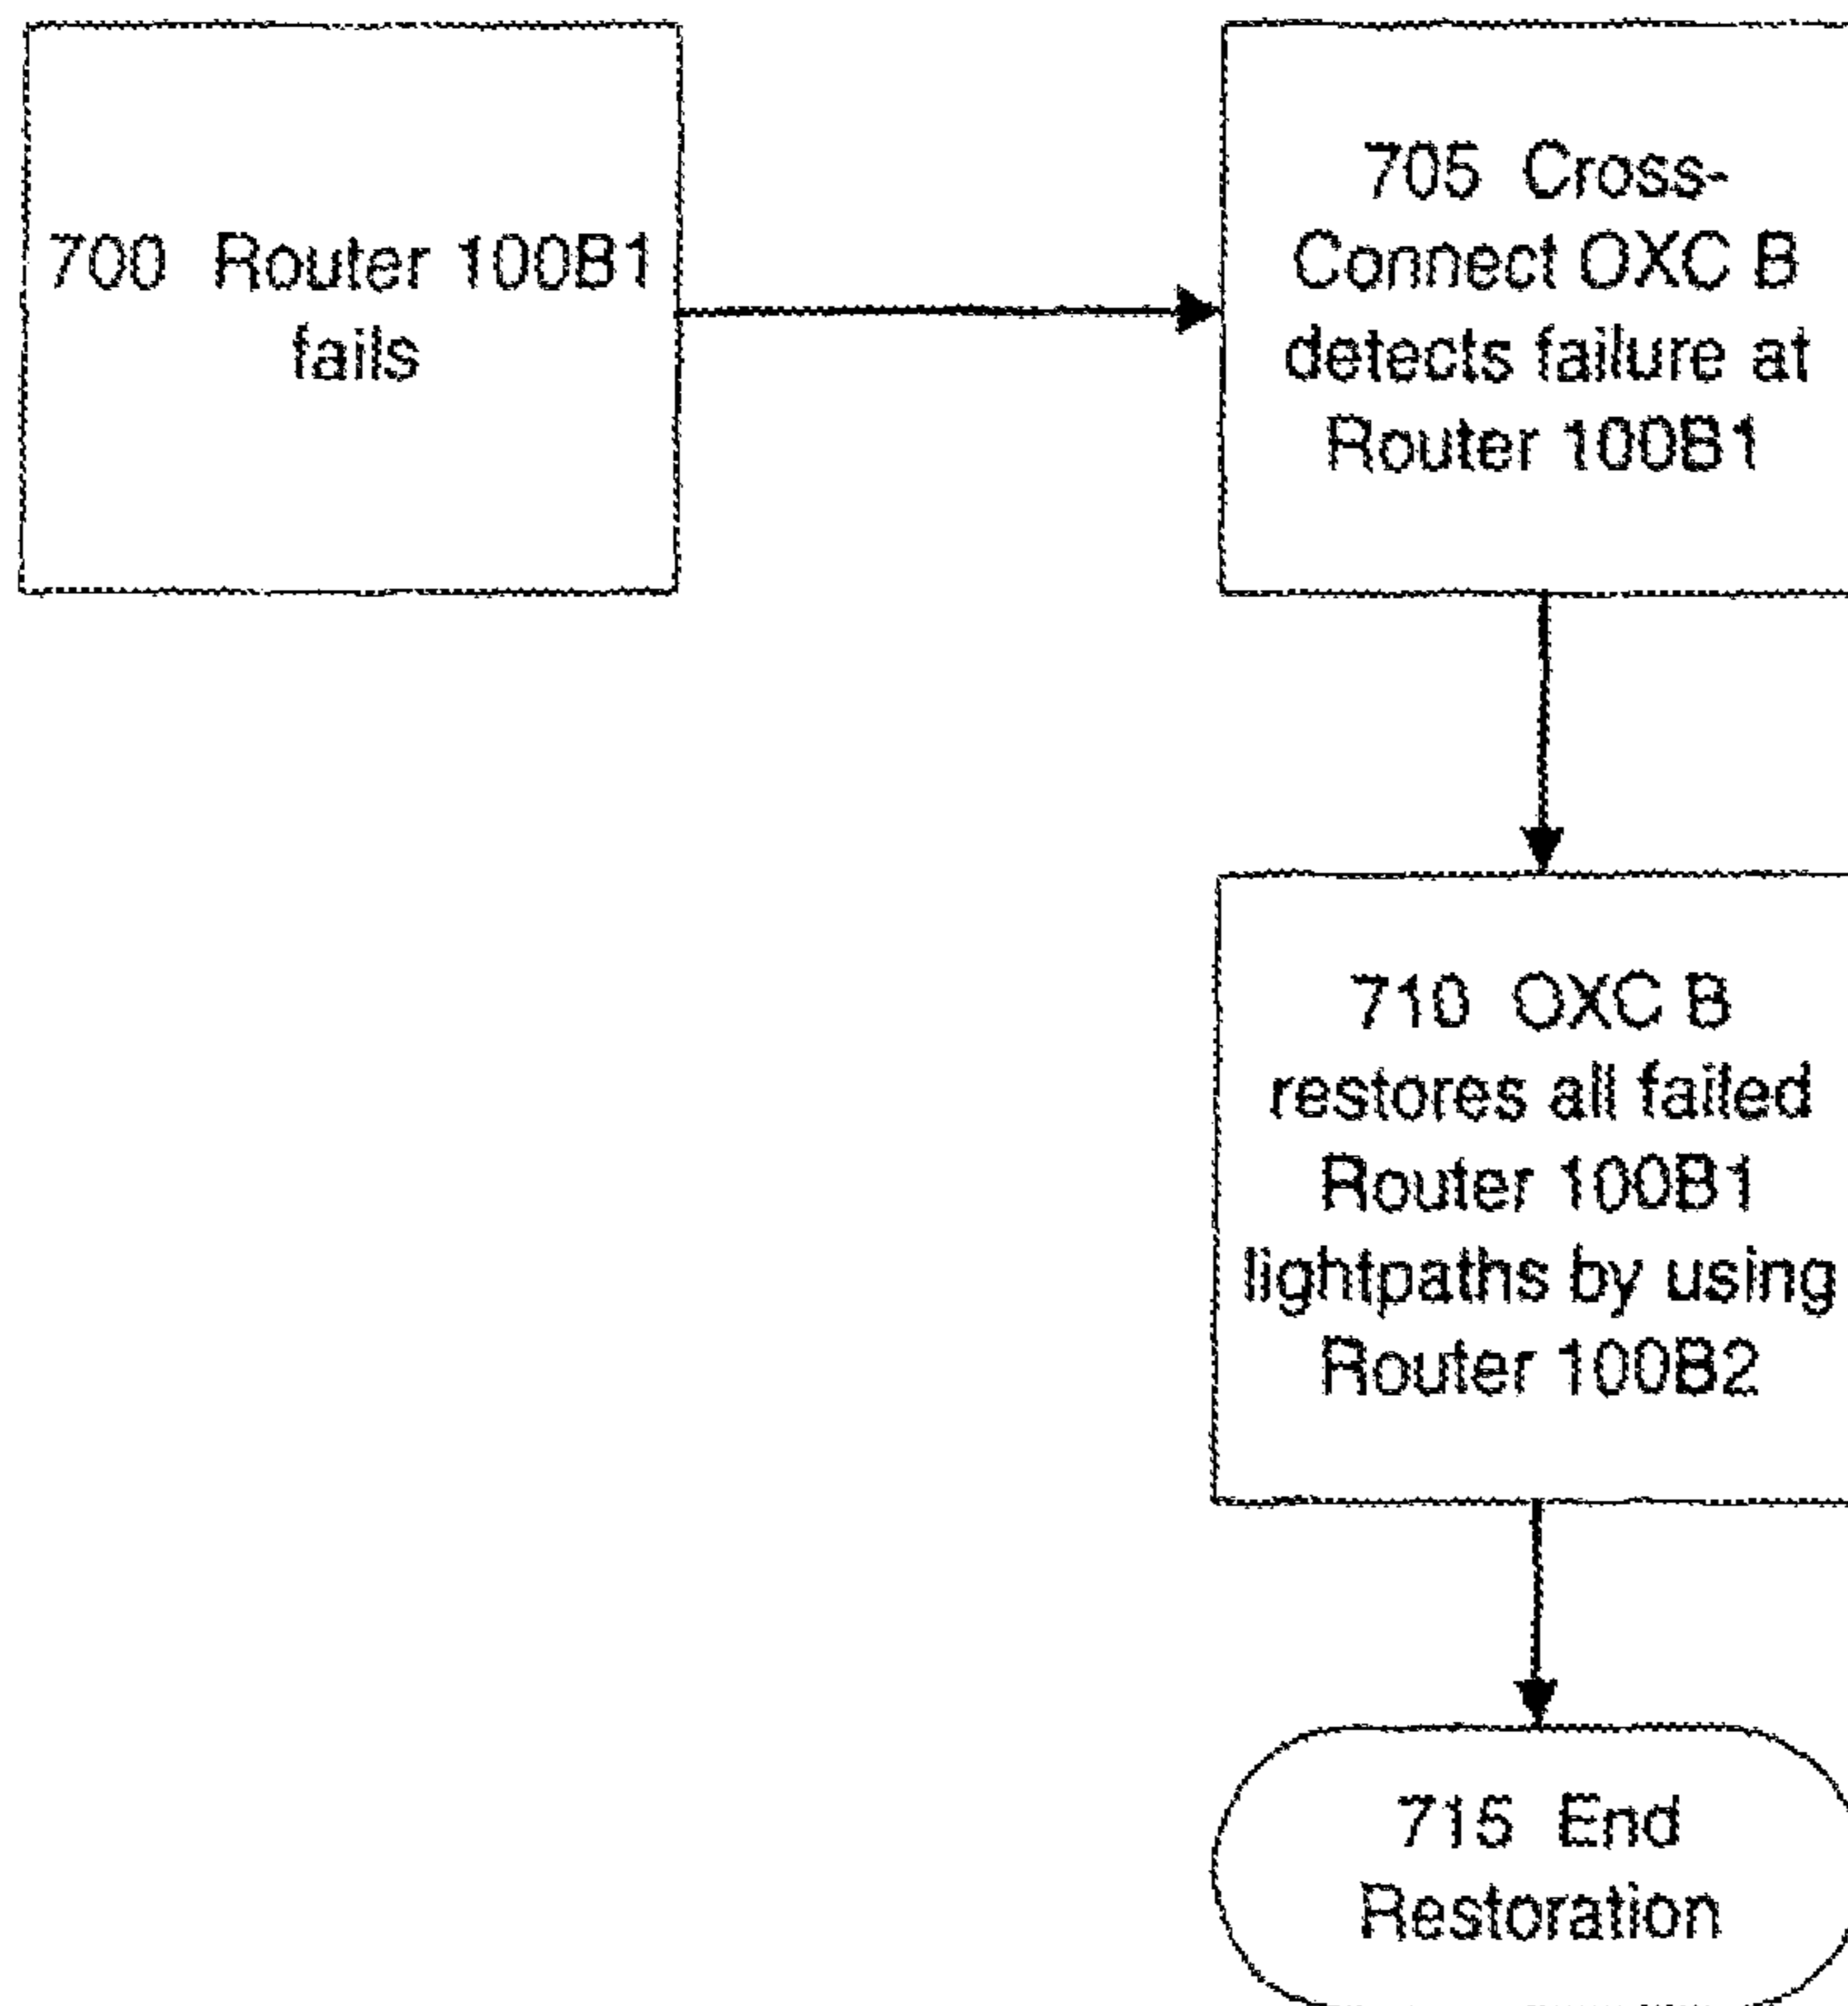 700 Router 100B1
fails
705 Cross-
Connect OXC B
detects failure at
Router 100B1
710 OXC B
restores all failed
Router 100B1
lightpaths by using
Router 100B2
715 End
Restoration